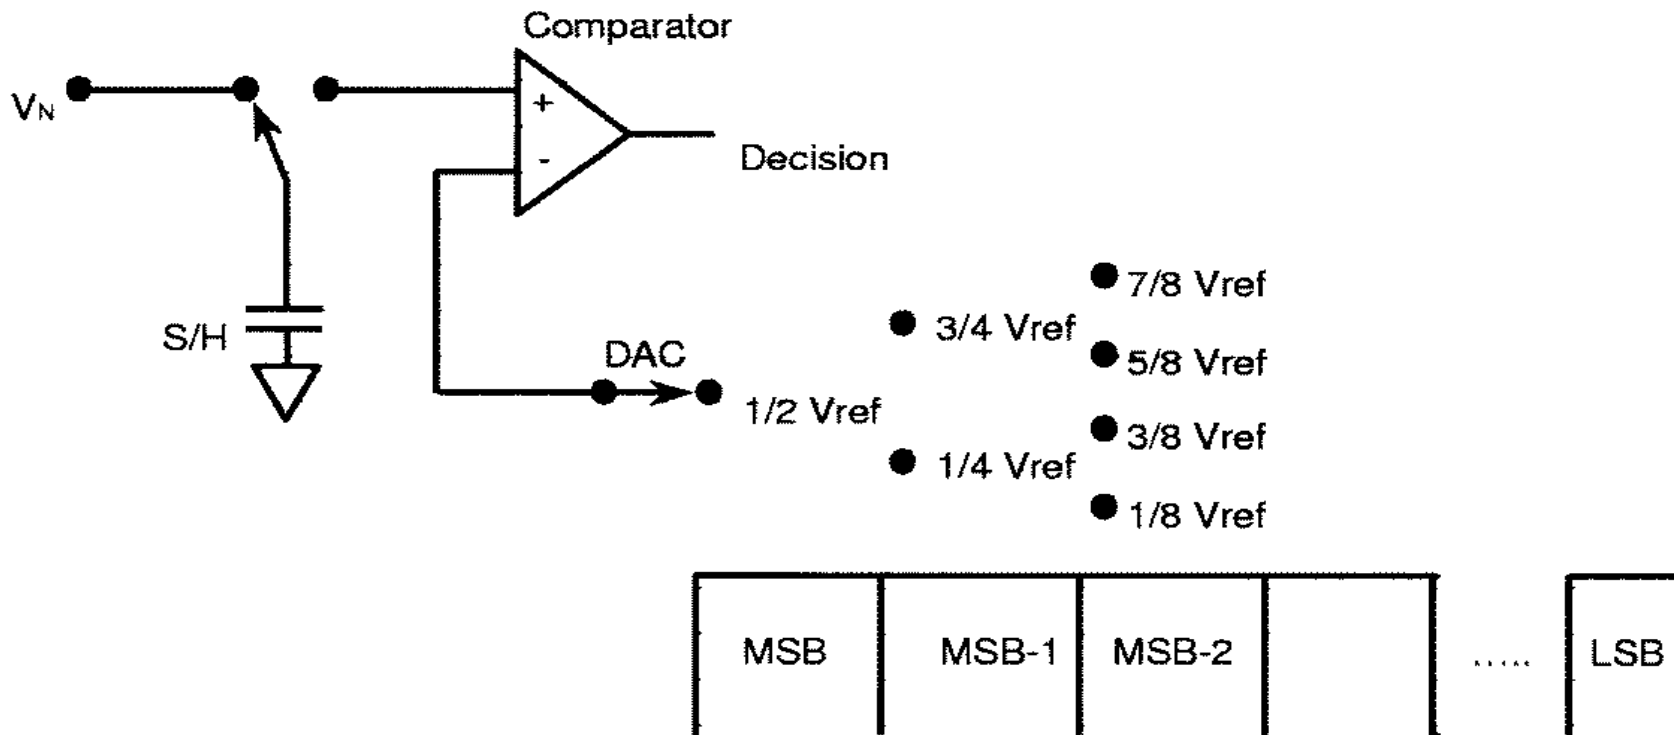 Comparator
VN
+
-
Decision
7/8 Vref
3/4 Vref
S/H
DAC
5/8 Vref
1/2 Vref
3/8 Vref
1/4 Vref
1/8 Vref
MSB MSB-1 MSB-2 ..... LSB